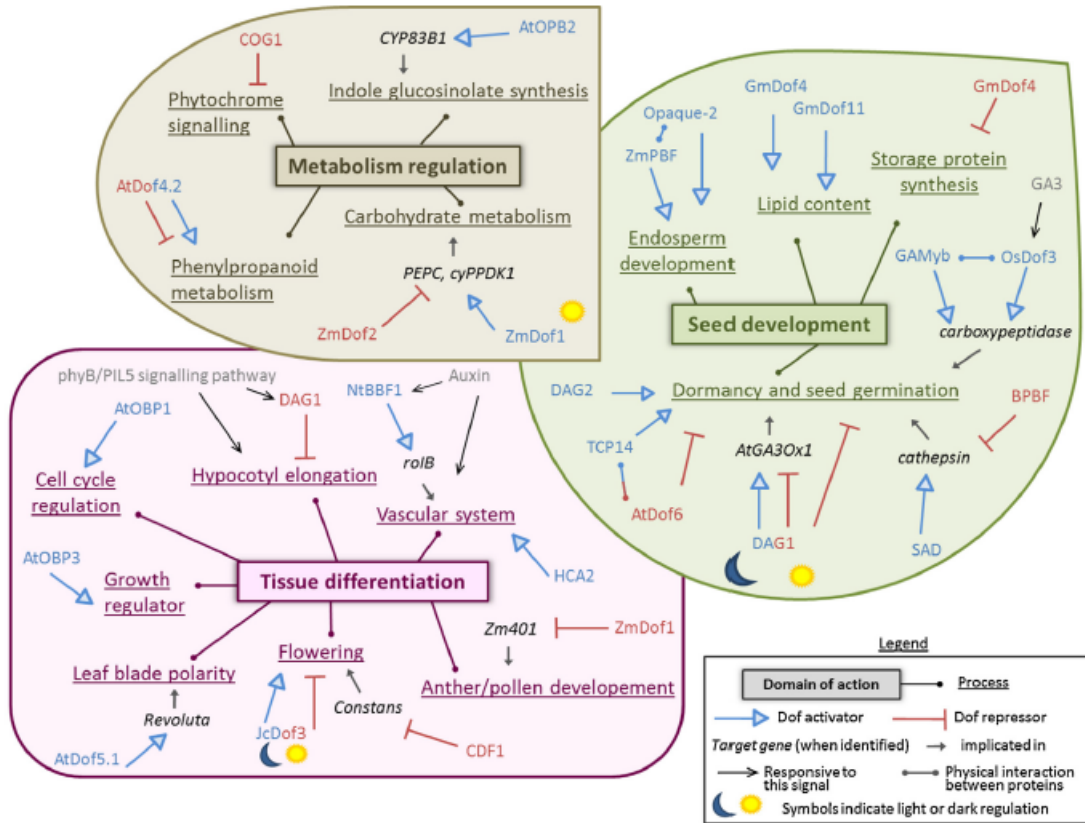 COG1
CYP83B1
AtOPB2
Phytochrome
signalling
Indole glucosinolate synthesis
Metabolism regulation
AtDof4.2
Carbohydrate metabolism
Phenylpropanoid
metabolism
PEPC, cyPPDK1
ZmDof2
ZmDof1
GmDof4
GmDof4
Opaque-2
GmDof11
ZmPBF
Storage protein
synthesis
GA3
Lipid content
Endosperm
development
GAMyb
OsDof3
Seed development
carboxypeptidase
DAG2
Dormancy and seed germination
BPBF
TCP14
AtGA3Ox1
cathepsin
AtDof6
DAG1
SAD
phyB/PIL5 signalling pathway
Auxin
DAG1
NtBBF1
AtOBP1
rolB
Cell cycle
regulation
Hypocotyl elongation
Vascular system
AtOBP3
Growth
regulator
Tissue differentiation
HCA2
Zm401
ZmDof1
Flowering
Leaf blade polarity
Anther/pollen developement
Revoluta
Constans
JcDof3
AtDof5.1
CDF1
Legend
Domain of action
Process
Dof activator
Dof repressor
Target gene (when identified)
implicated in
Responsive to
this signal
Physical interaction
between proteins
Symbols indicate light or dark regulation